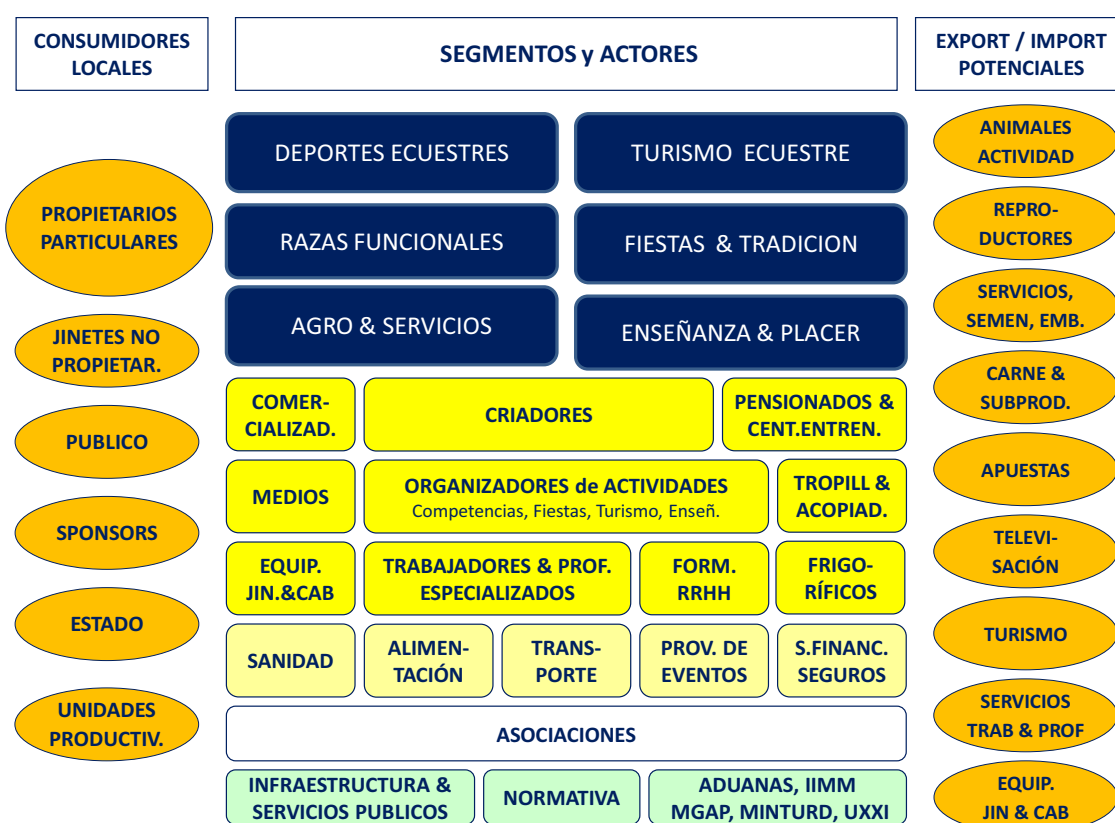 CONSUMIDORES
LOCALES
PROPIETARIOS
PARTICULARES
JINETES NO
PROPIETAR.
PUBLICO
SPONSORS
ESTADO
UNIDADES
PRODUCTIV.
SEGMENTOS y ACTORES
DEPORTES ECUESTRES
TURISMO ECUESTRE
RAZAS FUNCIONALES
FIESTAS & TRADICION
AGRO & SERVICIOS
ENSEÑANZA & PLACER
COMER-
CIALIZAD.
CRIADORES
PENSIONADOS &
CENT.ENTREN.
MEDIOS
ORGANIZADORES de ACTIVIDADES
Competencias, Fiestas, Turismo, Enseñ.
TROPILL &
ACOPIAD.
EQUIP.
JIN.&CAB
TRABAJADORES & PROF.
ESPECIALIZADOS
FORM.
RRHH
FRIGO-
RÍFICOS
SANIDAD
ALIMEN-
TACIÓN
TRANS-
PORTE
PROV. DE
EVENTOS
S.FINANC.
SEGUROS
ASOCIACIONES
INFRAESTRUCTURA &
SERVICIOS PUBLICOS
NORMATIVA
ADUANAS, IIMM
MGAP, MINTURD, UXXI
EXPORT / IMPORT
POTENCIALES
ANIMALES
ACTIVIDAD
REPRO-
DUCTORES
SERVICIOS,
SEMEN, EMB.
CARNE &
SUBPROD.
APUESTAS
TELEVI-
SACIÓN
TURISMO
SERVICIOS
TRAB & PROF
EQUIP.
JIN & CAB